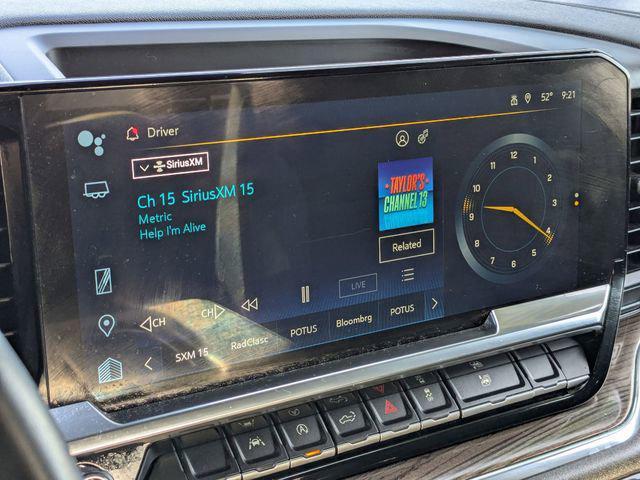 52° 9:21
Driver
SiriusXM
Ch 15 SiriusXM 15
Metric
Help I'm Alive
TAYLOR'S
CHANNEL 13
Related
12
1
2
3
4
5
6
7
8
9
10
11
CH
CH
LIVE
SXM 15
RadClasc
POTUS
Bloombrg
POTUS